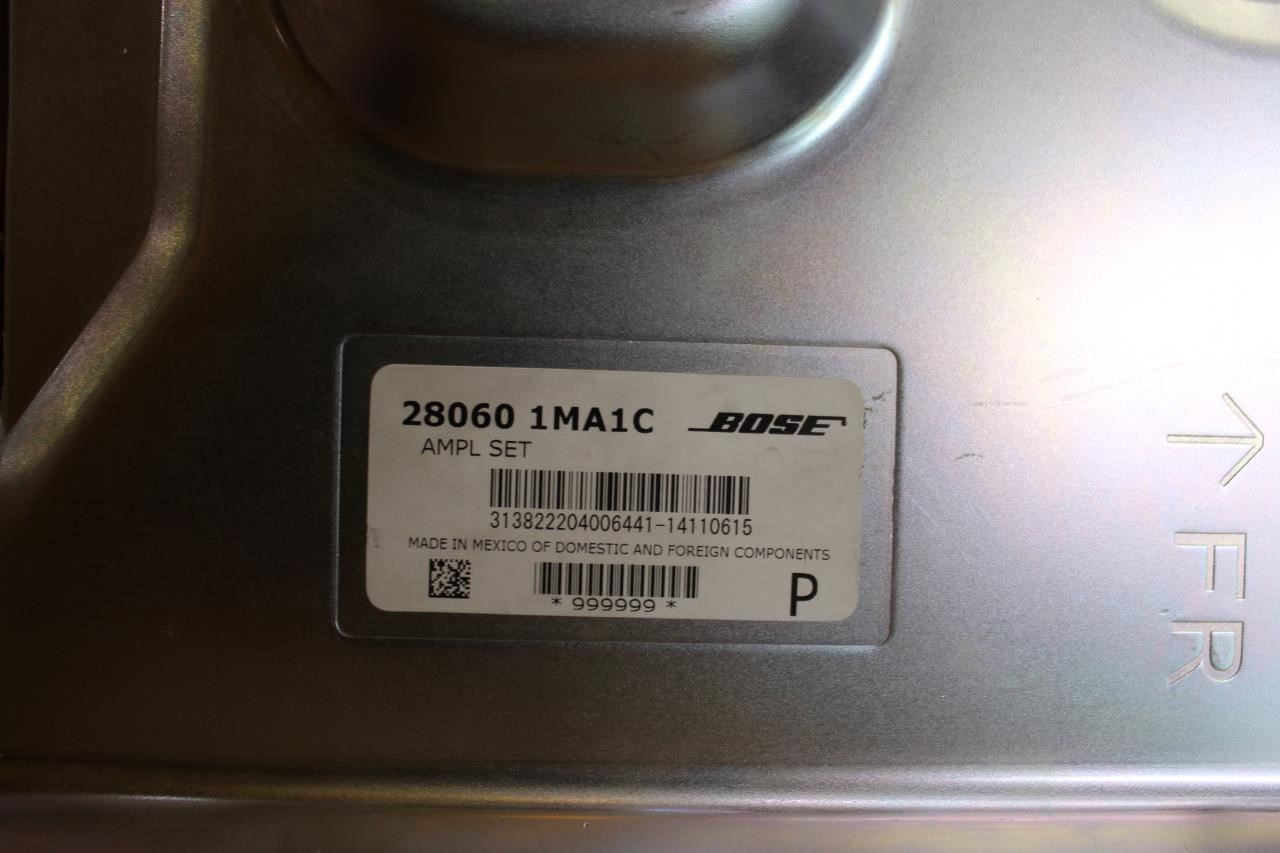 28060 1MA1C BOSE
AMPL SET
313822204006441-14110615
MADE IN MEXICO OF DOMESTIC AND FOREIGN COMPONENTS
* 999999 *
P
↑ FR